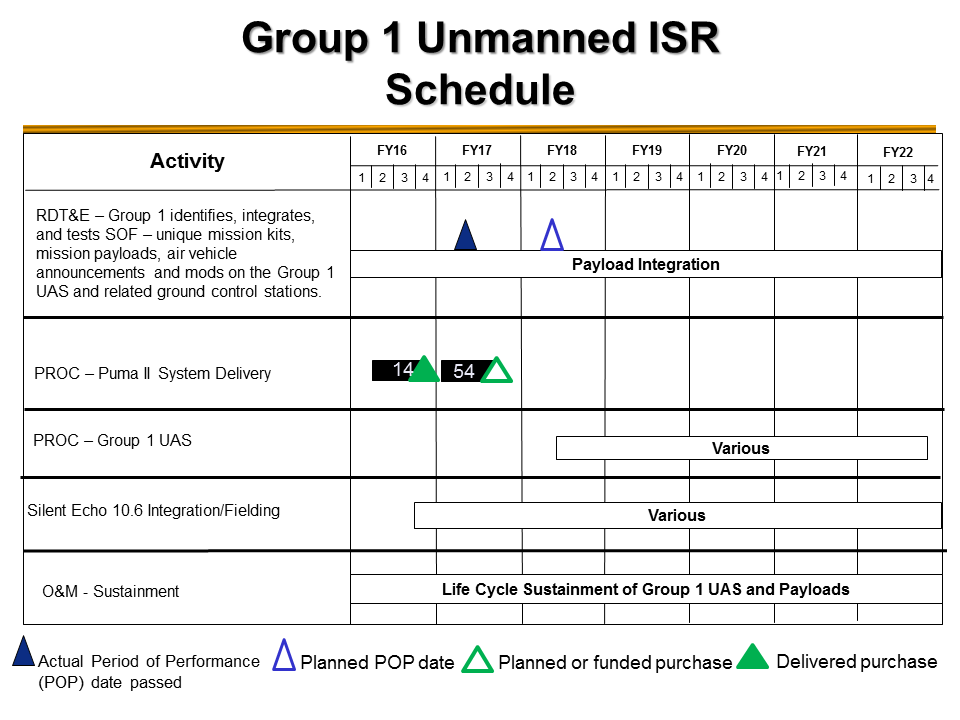 Group 1 Unmanned ISR
Schedule
Activity
FY16 FY17 FY18 FY19 FY20 FY21 FY22
1 2 3 4 1 2 3 4 1 2 3 4 1 2 3 4 1 2 3 4 1 2 3 4 1 2 3 4
RDT&E – Group 1 identifies, integrates,
and tests SOF – unique mission kits,
mission payloads, air vehicle
announcements and mods on the Group 1
UAS and related ground control stations.
Payload Integration
PROC – Puma II System Delivery
14 54
PROC – Group 1 UAS
Various
Silent Echo 10.6 Integration/Fielding
Various
O&M - Sustainment
Life Cycle Sustainment of Group 1 UAS and Payloads
Actual Period of Performance
(POP) date passed
Planned POP date
Planned or funded purchase
Delivered purchase